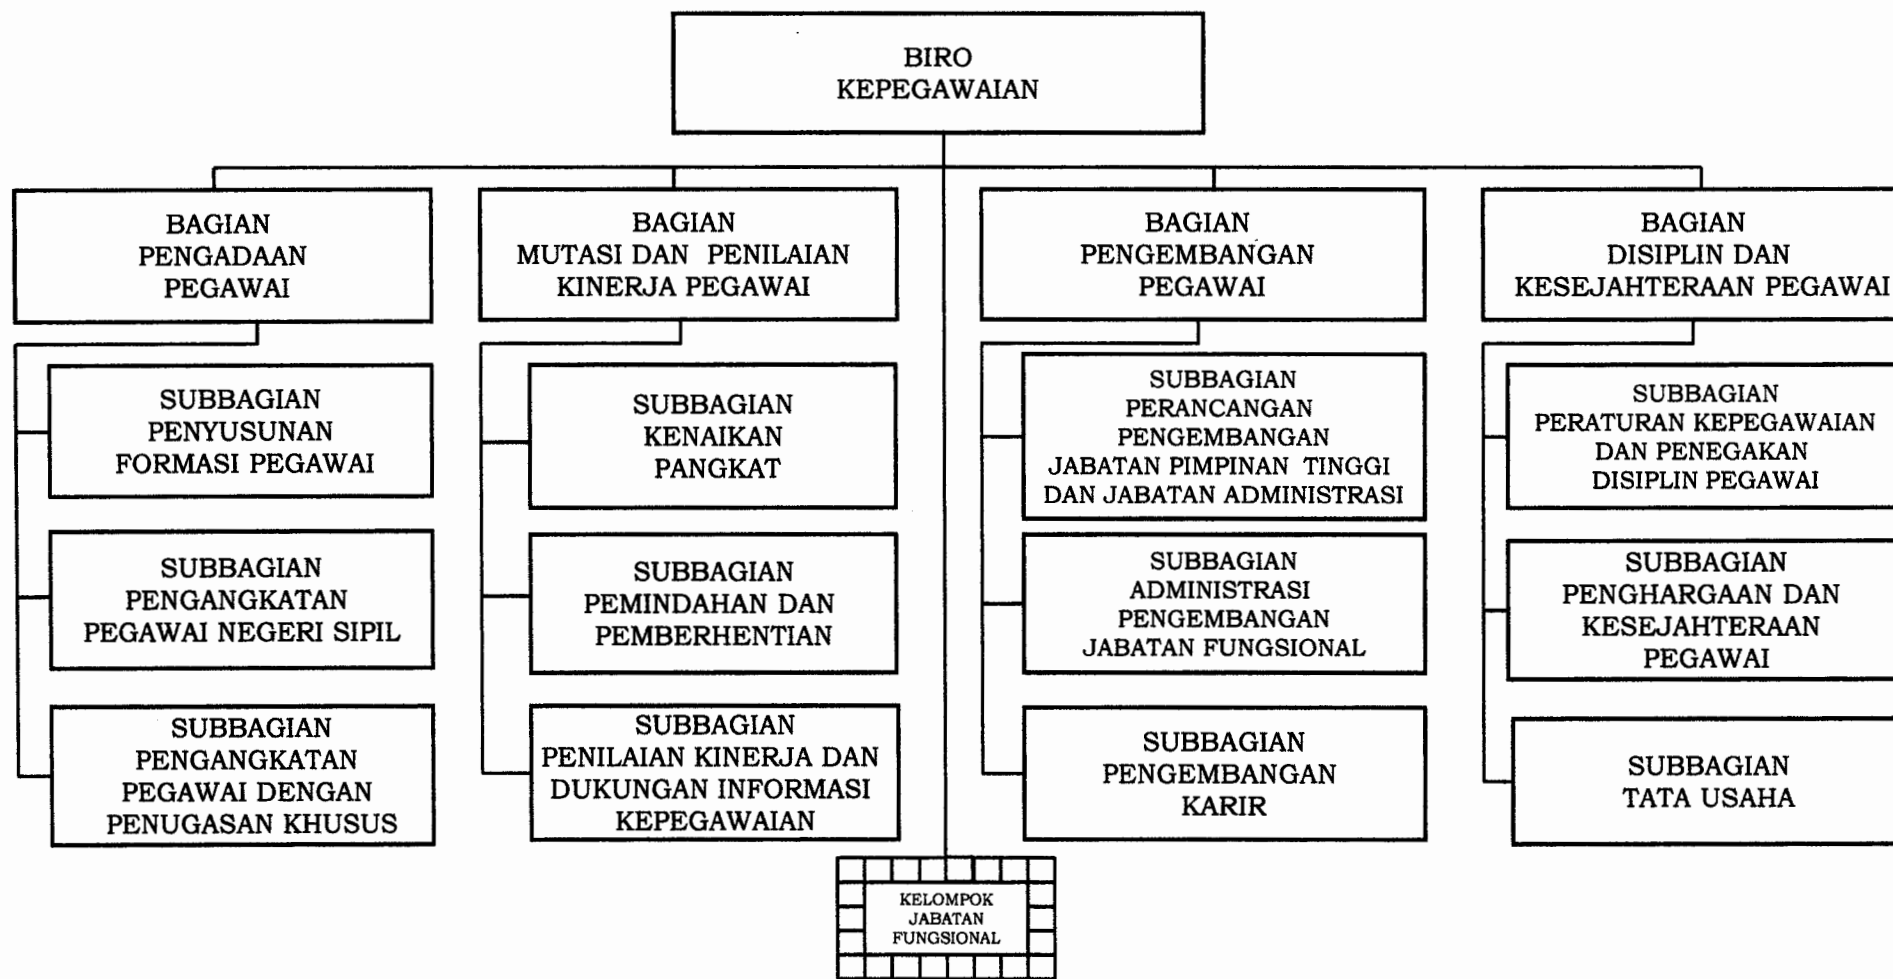 BIRO
KEPEGAWAIAN
BAGIAN
PENGADAAN
PEGAWAI
BAGIAN
MUTASI DAN PENILAIAN
KINERJA PEGAWAI
BAGIAN
PENGEMBANGAN
PEGAWAI
BAGIAN
DISIPLIN DAN
KESEJAHTERAAN PEGAWAI
SUBBAGIAN
PENYUSUNAN
FORMASI PEGAWAI
SUBBAGIAN
KENAIKAN
PANGKAT
SUBBAGIAN
PERANCANGAN
PENGEMBANGAN
JABATAN PIMPINAN TINGGI
DAN JABATAN ADMINISTRASI
SUBBAGIAN
PERATURAN KEPEGAWAIAN
DAN PENEGAKAN
DISIPLIN PEGAWAI
SUBBAGIAN
PENGANGKATAN
PEGAWAI NEGERI SIPIL
SUBBAGIAN
PEMINDAHAN DAN
PEMBERHENTIAN
SUBBAGIAN
ADMINISTRASI
PENGEMBANGAN
JABATAN FUNGSIONAL
SUBBAGIAN
PENGHARGAAN DAN
KESEJAHTERAAN
PEGAWAI
SUBBAGIAN
PENGANGKATAN
PEGAWAI DENGAN
PENUGASAN KHUSUS
SUBBAGIAN
PENILAIAN KINERJA DAN
DUKUNGAN INFORMASI
KEPEGAWAIAN
SUBBAGIAN
PENGEMBANGAN
KARIR
SUBBAGIAN
TATA USAHA
KELOMPOK
JABATAN
FUNGSIONAL